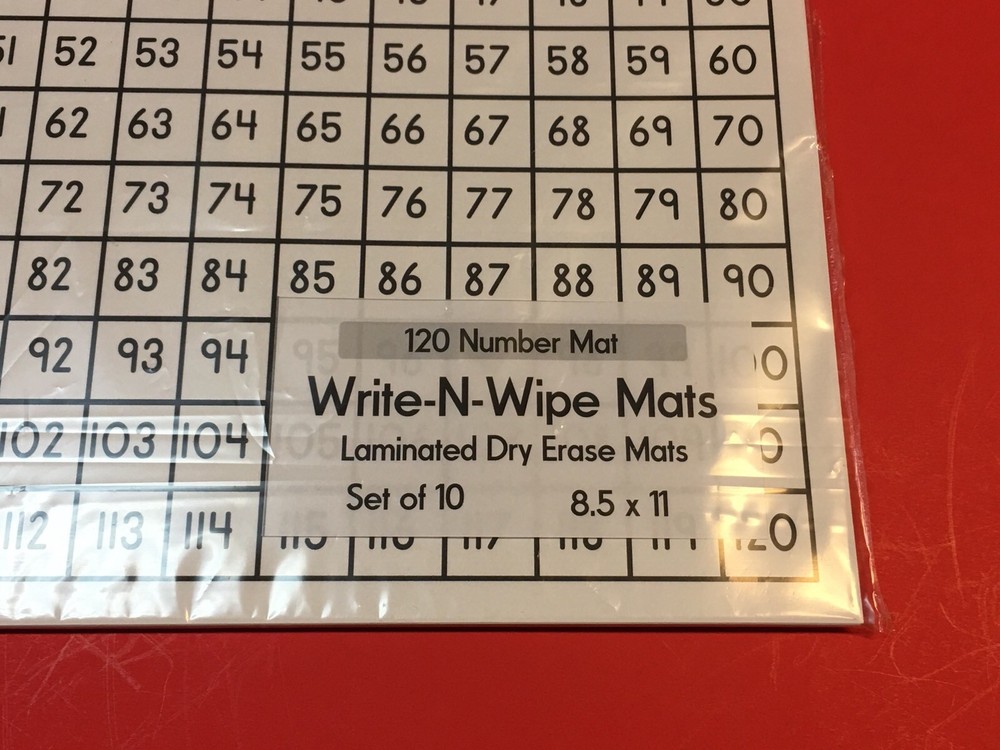 52 53 54 55 56 57 58 59 60
62 63 64 65 66 67 68 69 70
72 73 74 75 76 77 78 79 80
82 83 84 85 86 87 88 89 90
92 93 94
120 Number Mat
Write-N-Wipe Mats
102 103 104
Laminated Dry Erase Mats
Set of 10 8.5 x 11
112 113 114 115 116 117 120